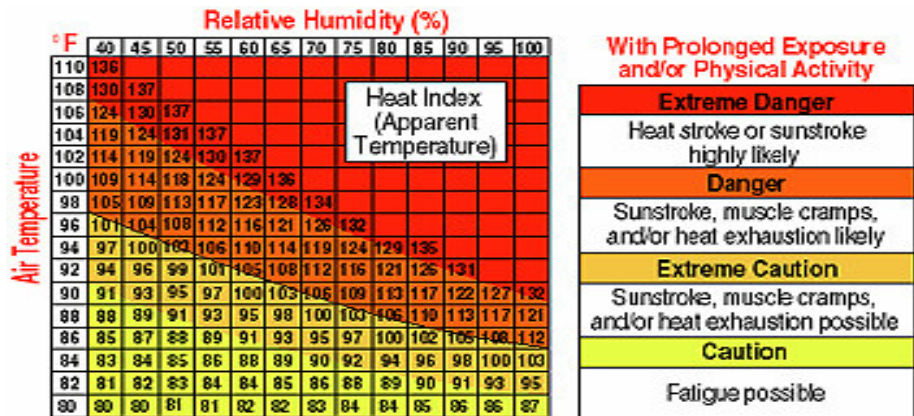 Relative Humidity (%)
°F 40 45 50 55 60 65 70 75 80 85 90 95 100
110 136
108 130 137
106 124 130 137
104 119 124 131 137
102 114 119 124 130 137
100 109 114 118 124 129 136
98 105 109 113 117 123 128 134
96 101 104 108 112 116 121 126 132
94 97 100 103 106 110 114 119 124 129 135
92 94 96 99 101 105 108 112 116 121 126 131
90 91 93 95 97 100 103 106 109 113 117 122 127 132
88 88 89 91 93 95 98 100 103 106 110 113 117 121
86 85 87 88 89 91 93 95 97 100 102 105 108 112
84 83 84 85 86 88 89 90 92 94 96 98 100 103
82 81 82 83 84 84 85 86 88 89 90 91 93 95
80 80 80 81 81 82 82 83 84 84 85 86 86 87
Air Temperature
Heat Index
(Apparent
Temperature)
With Prolonged Exposure
and/or Physical Activity
Extreme Danger
Heat stroke or sunstroke
highly likely
Danger
Sunstroke, muscle cramps,
and/or heat exhaustion likely
Extreme Caution
Sunstroke, muscle cramps,
and/or heat exhaustion possible
Caution
Fatigue possible